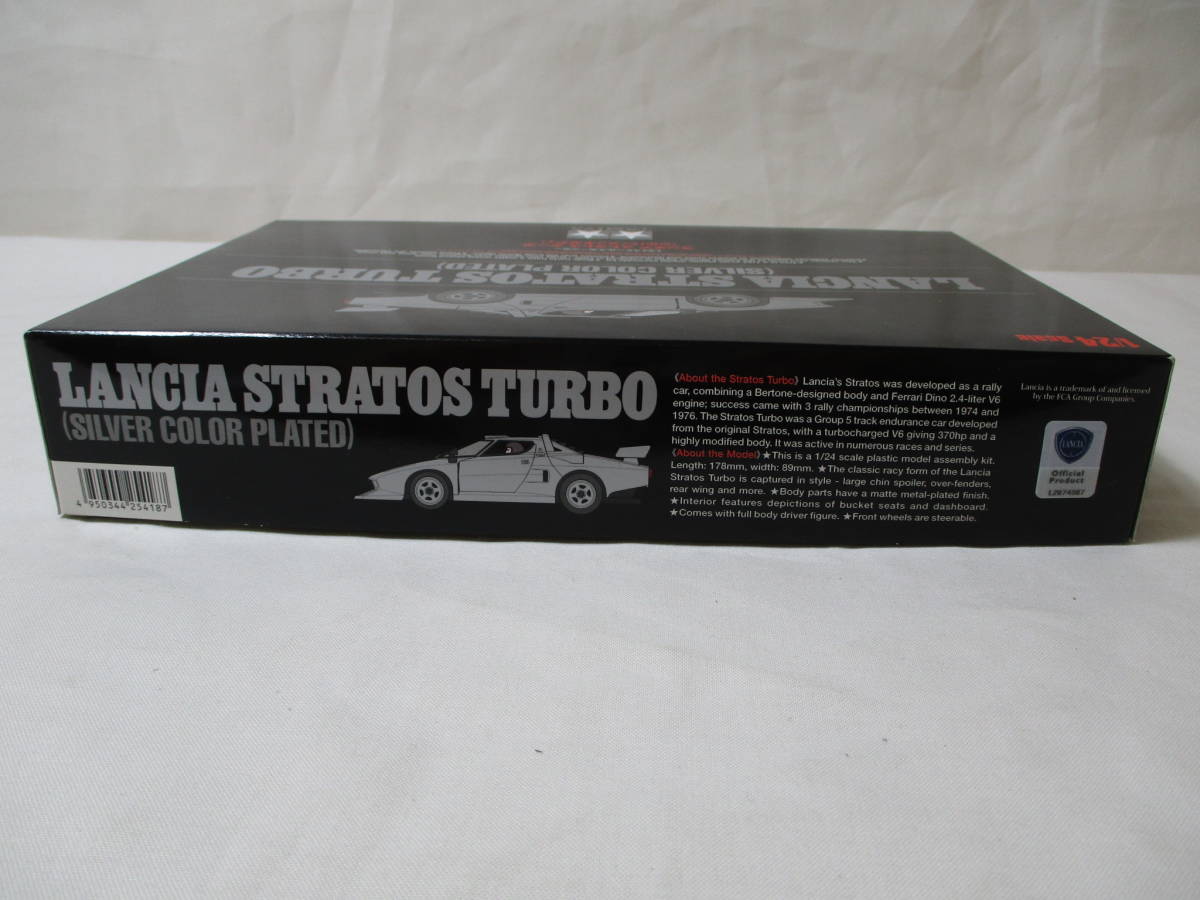 LANCIA STRATOS TURBO
(SILVER COLOR PLATED)
1/24 scale
LANCIA STRATOS TURBO
(SILVER COLOR PLATED)
4 950344 254187
《About the Stratos Turbo》 Lancia's Stratos was developed as a rally
car, combining a Bertone-designed body and Ferrari Dino 2.4-liter V6
engine; success came with 3 rally championships between 1974 and
1976. The Stratos Turbo was a Group 5 track endurance car developed
from the original Stratos, with a turbocharged V6 giving 370hp and a
highly modified body. It was active in numerous races and series.
《About the Model》 ★This is a 1/24 scale plastic model assembly kit.
Length: 178mm, width: 89mm. ★The classic racy form of the Lancia
Stratos Turbo is captured in style - large chin spoiler, over-fenders,
rear wing and more. ★Body parts have a matte metal-plated finish.
★Interior features depictions of bucket seats and dashboard.
★Comes with full body driver figure. ★Front wheels are steerable.
Lancia is a trademark of and licensed
by the FCA Group Companies.
LANCIA
Official
Product